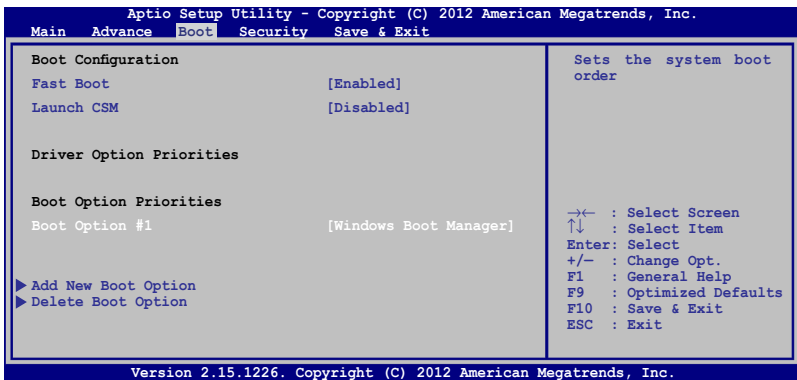 Aptio Setup Utility - Copyright (C) 2012 American Megatrends, Inc.
Main Advance Boot Security Save & Exit
Boot Configuration
Fast Boot [Enabled]
Launch CSM [Disabled]
Driver Option Priorities
Boot Option Priorities
Boot Option #1 [Windows Boot Manager]
Add New Boot Option
Delete Boot Option
Sets the system boot
order
→← : Select Screen
↑↓ : Select Item
Enter: Select
+/— : Change Opt.
F1 : General Help
F9 : Optimized Defaults
F10 : Save & Exit
ESC : Exit
Version 2.15.1226. Copyright (C) 2012 American Megatrends, Inc.